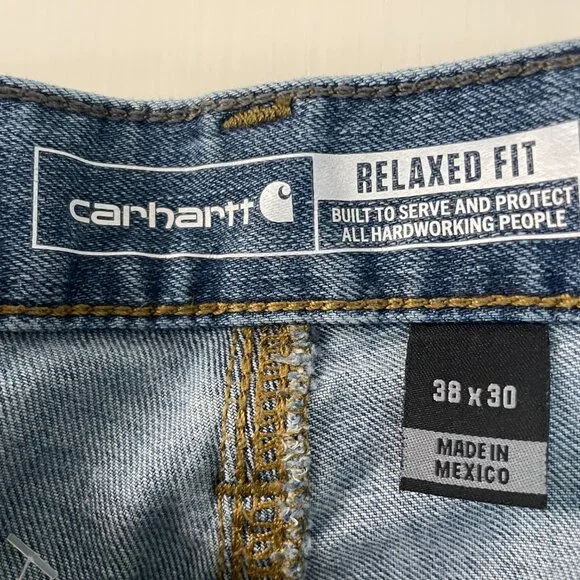 carhartt
RELAXED FIT
BUILT TO SERVE AND PROTECT
ALL HARDWORKING PEOPLE
38 x 30
MADE IN
MEXICO